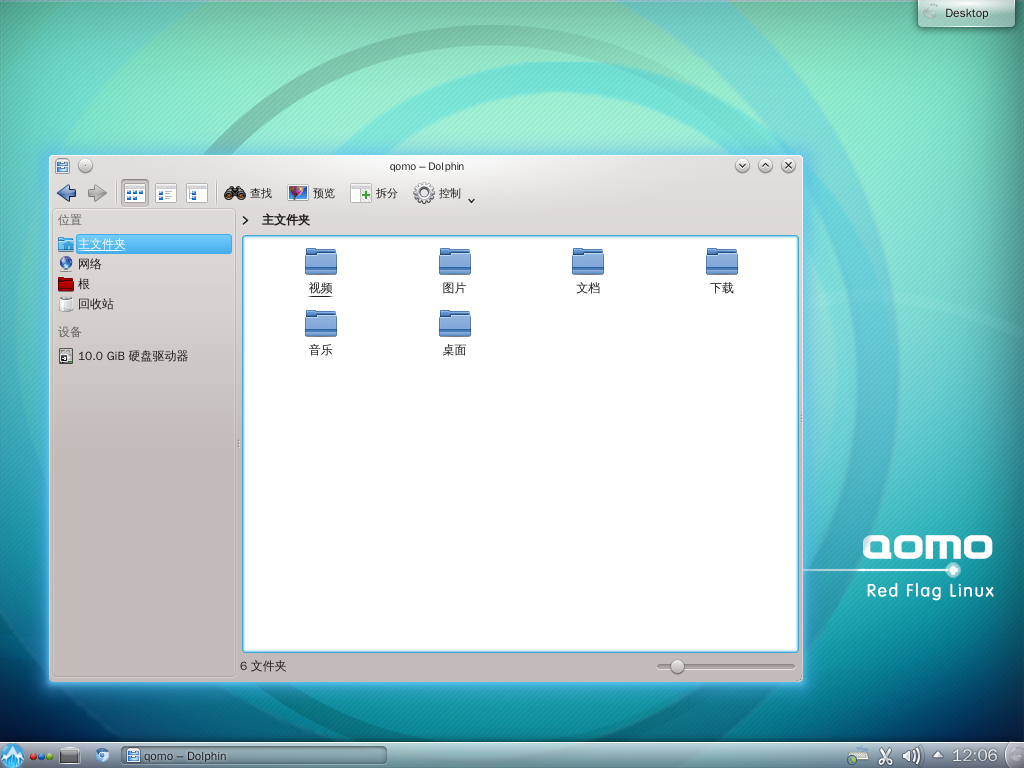 Desktop
qomo – Dolphin
查找
预览
拆分
控制
位置
主文件夹
网络
根
回收站
设备
10.0 GiB 硬盘驱动器
> 主文件夹
视频
图片
文档
下载
音乐
桌面
6 文件夹
qomo
Red Flag Linux
qomo – Dolphin
12:06